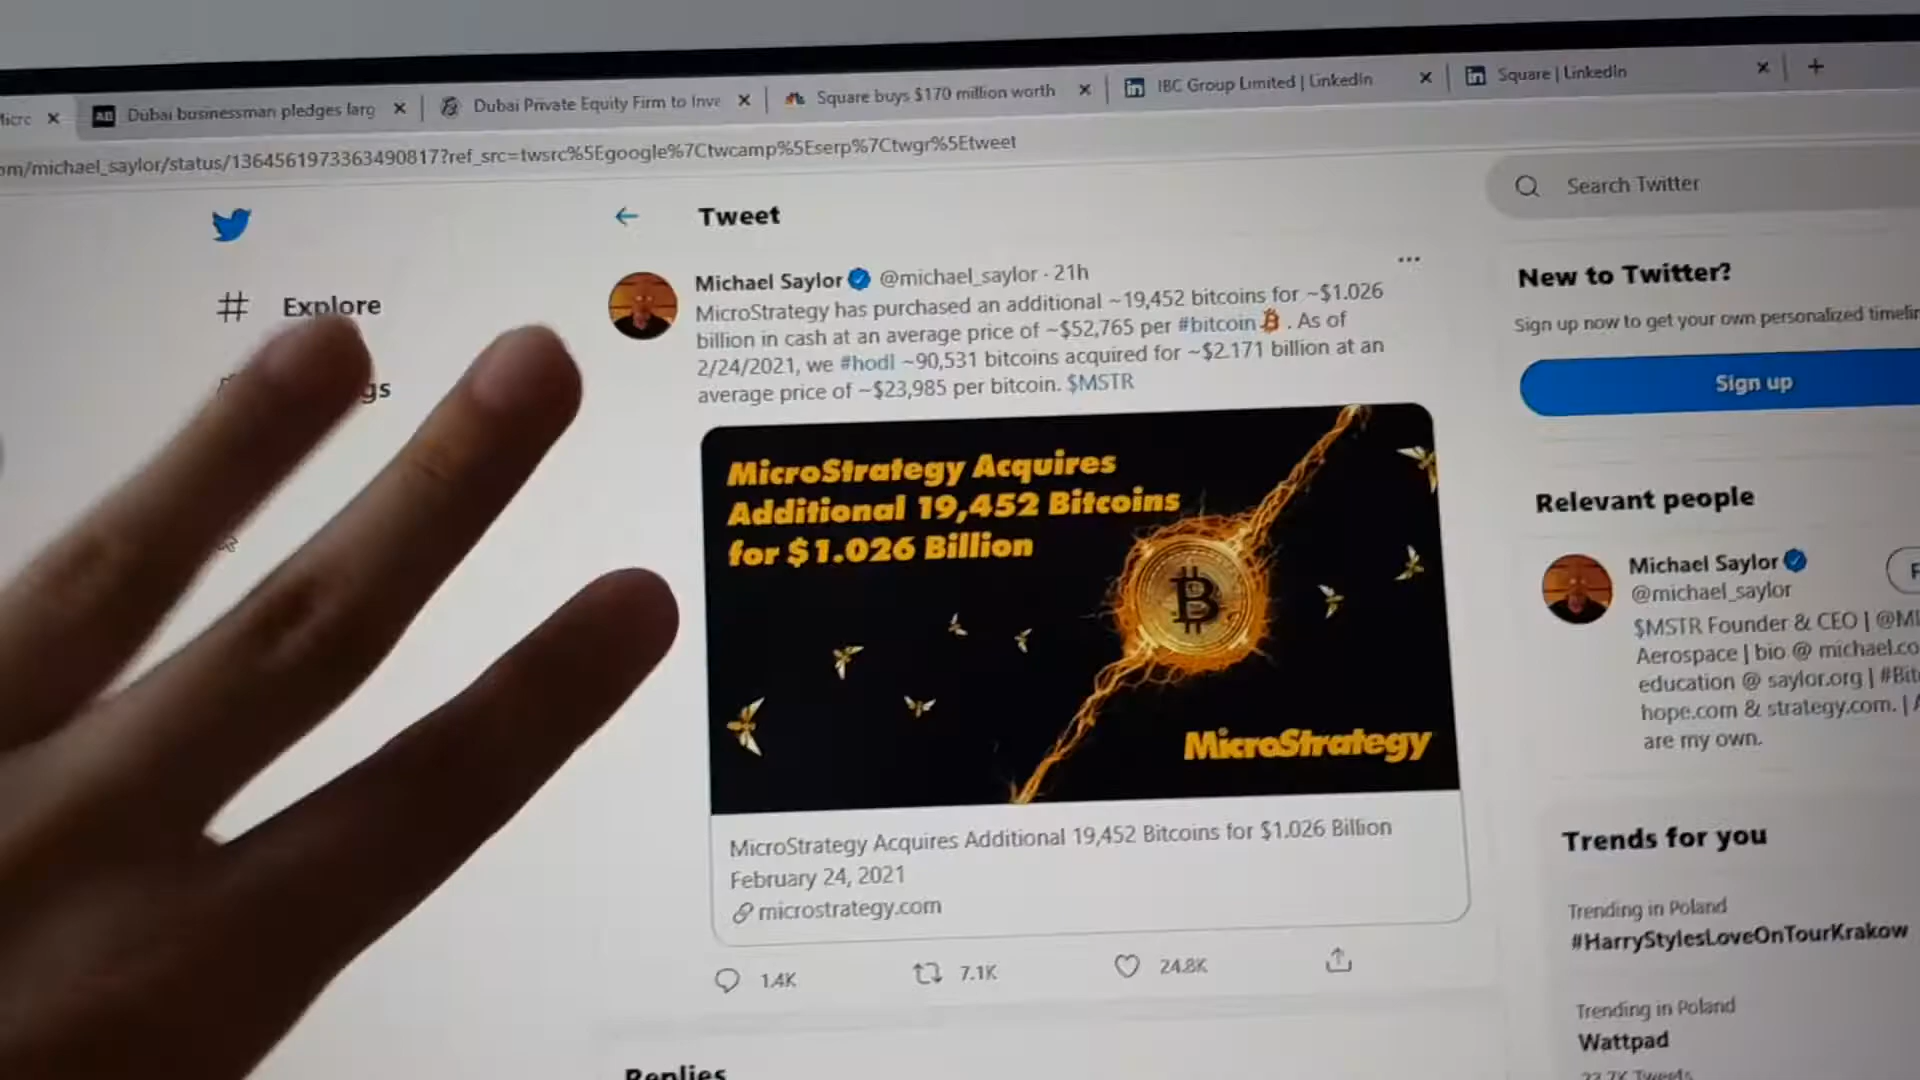 Dubai businessman pledges larg
Dubai Private Equity Firm to Inve
Square buys $170 million worth
IBC Group Limited | LinkedIn
Square | LinkedIn
om/michael_saylor/status/1364561973363490817?ref_src=twsrc%5Egoogle%7Ctwcamp%5Eserp%7Ctwgr%5Etweet
Explore
gs
Tweet
Michael Saylor @michael_saylor · 21h
MicroStrategy has purchased an additional ~19,452 bitcoins for ~$1.026
billion in cash at an average price of ~$52,765 per #bitcoin . As of
2/24/2021, we #hodl ~90,531 bitcoins acquired for ~$2.171 billion at an
average price of ~$23,985 per bitcoin. $MSTR
MicroStrategy Acquires
Additional 19,452 Bitcoins
for $1.026 Billion
MicroStrategy
MicroStrategy Acquires Additional 19,452 Bitcoins for $1.026 Billion
February 24, 2021
microstrategy.com
1.4K 7.1K 24.8K
Replies
Search Twitter
New to Twitter?
Sign up now to get your own personalized timelin
Sign up
Relevant people
Michael Saylor
@michael_saylor
F
$MSTR Founder & CEO | @MI
Aerospace | bio @ michael.co
education @ saylor.org | #Bit
hope.com & strategy.com. | A
are my own.
Trends for you
Trending in Poland
#HarryStylesLoveOnTourKrakow
Trending in Poland
Wattpad